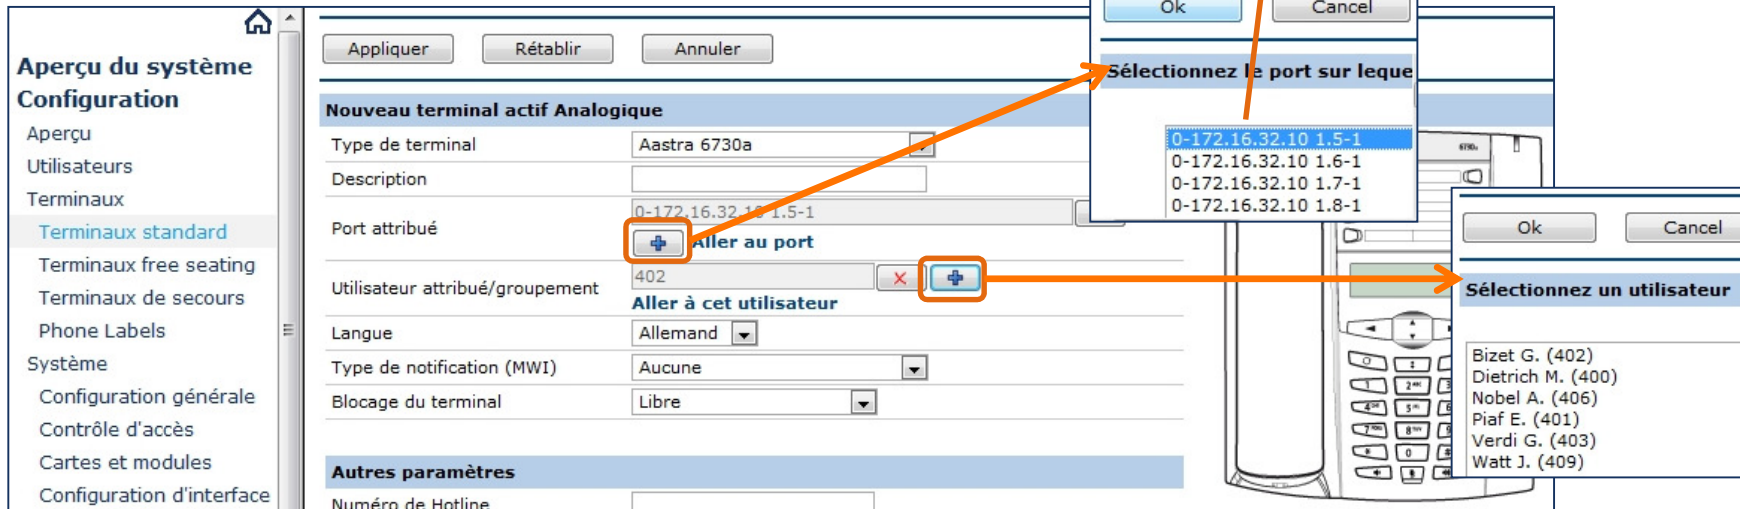 Aperçu du système
Configuration
Aperçu
Utilisateurs
Terminaux
Terminaux standard
Terminaux free seating
Terminaux de secours
Phone Labels
Système
Configuration générale
Contrôle d'accès
Cartes et modules
Configuration d'interface
Appliquer Rétablir Annuler
Nouveau terminal actif Analogique
Type de terminal Aastra 6730a
Description
Port attribué 0-172.16.32.10 1.5-1
Aller au port
Utilisateur attribué/groupement 402
Aller à cet utilisateur
Langue Allemand
Type de notification (MWI) Aucune
Blocage du terminal Libre
Autres paramètres
Numéro de Hotline
Ok Cancel
Sélectionnez le port sur leque
0-172.16.32.10 1.5-1
0-172.16.32.10 1.6-1
0-172.16.32.10 1.7-1
0-172.16.32.10 1.8-1
Ok Cancel
Sélectionnez un utilisateur
Bizet G. (402)
Dietrich M. (400)
Nobel A. (406)
Piaf E. (401)
Verdi G. (403)
Watt J. (409)